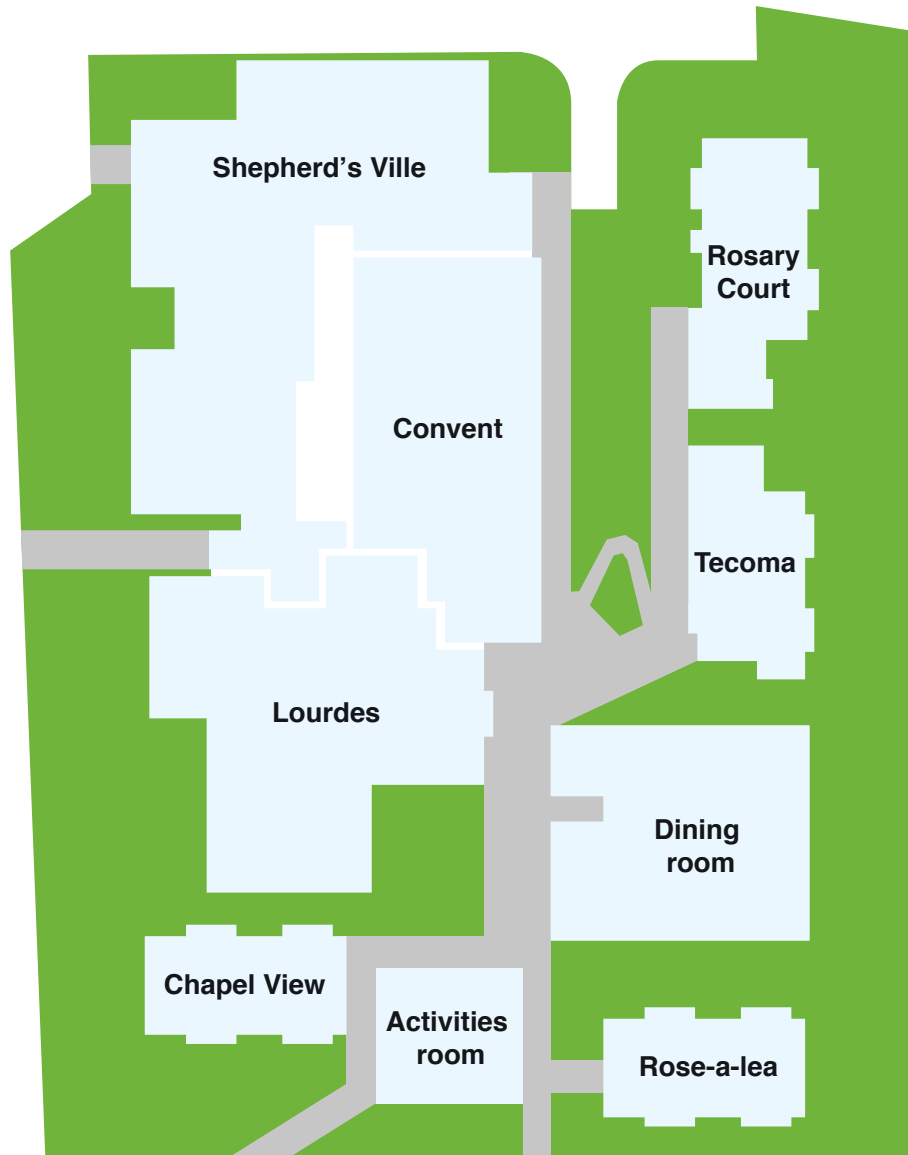 Shepherd’s Ville
Rosary
Court
Convent
Tecoma
Lourdes
Dining
room
Chapel View
Activities
room
Rose-a-lea